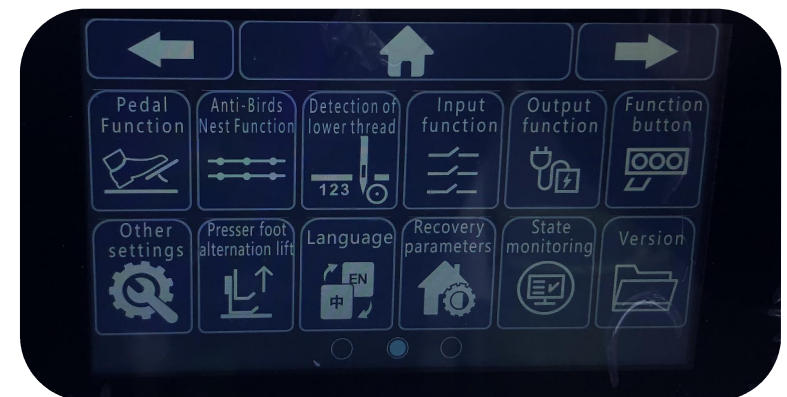 Pedal
Function
Anti-Birds
Nest Function
Detection of
lower thread
123
Input
function
Output
function
Function
button
Other
settings
Presser foot
alternation lift
Language
EN
中
Recovery
parameters
State
monitoring
Version